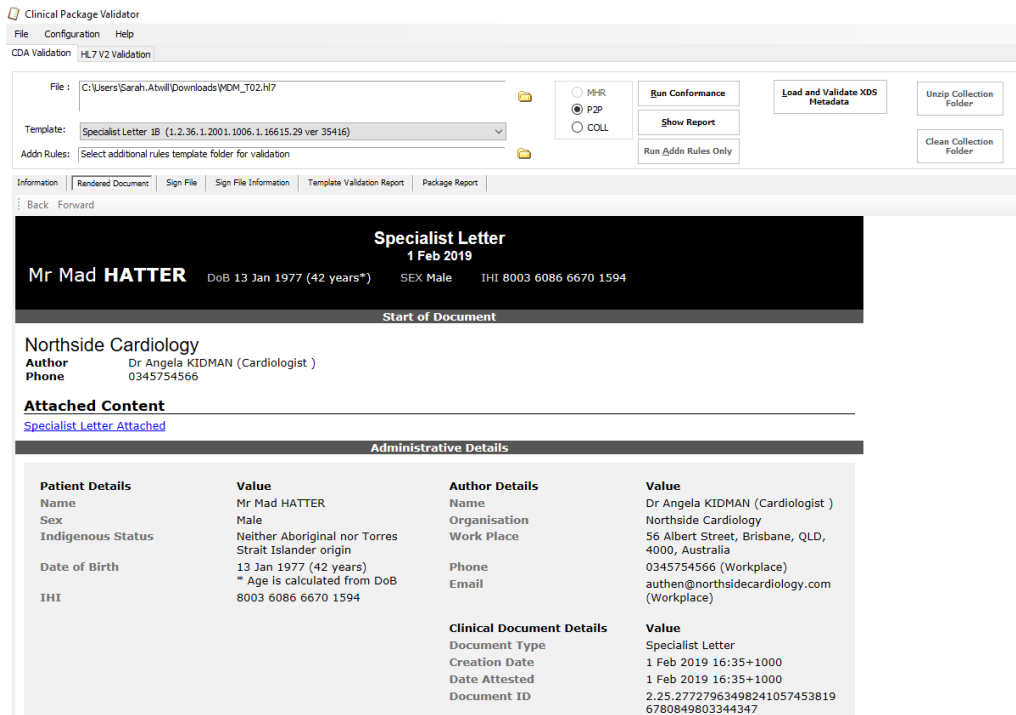 Clinical Package Validator
File Configuration Help
CDA Validation HL7 V2 Validation
File : C:\Users\Sarah.Atwill\Downloads\MDM_T02.hl7
MHR
P2P
COLL
Run Conformance
Show Report
Run Addn Rules Only
Load and Validate XDS
Metadata
Unzip Collection
Folder
Clean Collection
Folder
Template: Specialist Letter 1B (1.2.36.1.2001.1006.1.16615.29 ver 35416)
Addn Rules: Select additional rules template folder for validation
Information Rendered Document Sign File Sign File Information Template Validation Report Package Report
Back Forward
Specialist Letter
1 Feb 2019
Mr Mad HATTER DoB 13 Jan 1977 (42 years*) SEX Male IHI 8003 6086 6670 1594
Start of Document
Northside Cardiology
Author Dr Angela KIDMAN (Cardiologist )
Phone 0345754566
Attached Content
Specialist Letter Attached
Administrative Details
Patient Details Value
Name Mr Mad HATTER
Sex Male
Indigenous Status Neither Aboriginal nor Torres
Strait Islander origin
Date of Birth 13 Jan 1977 (42 years)
* Age is calculated from DoB
IHI 8003 6086 6670 1594
Author Details Value
Name Dr Angela KIDMAN (Cardiologist )
Organisation Northside Cardiology
Work Place 56 Albert Street, Brisbane, QLD,
4000, Australia
Phone 0345754566 (Workplace)
Email authen@northsidecardiology.com
(Workplace)
Clinical Document Details Value
Document Type Specialist Letter
Creation Date 1 Feb 2019 16:35+1000
Date Attested 1 Feb 2019 16:35+1000
Document ID 2.25.27727963498241057453819
6780849803344347